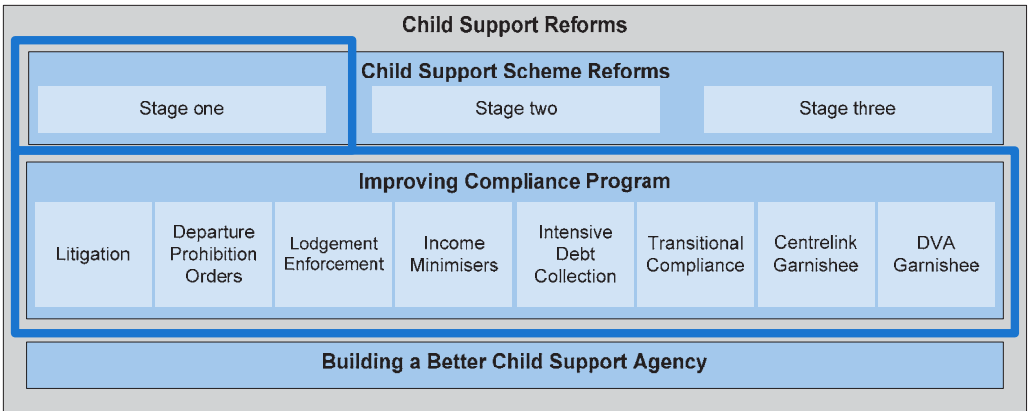 Child Support Reforms
Child Support Scheme Reforms
Stage one
Stage two
Stage three
Improving Compliance Program
Litigation
Departure
Prohibition
Orders
Lodgement
Enforcement
Income
Minimisers
Intensive
Debt
Collection
Transitional
Compliance
Centrelink
Garnishee
DVA
Garnishee
Building a Better Child Support Agency